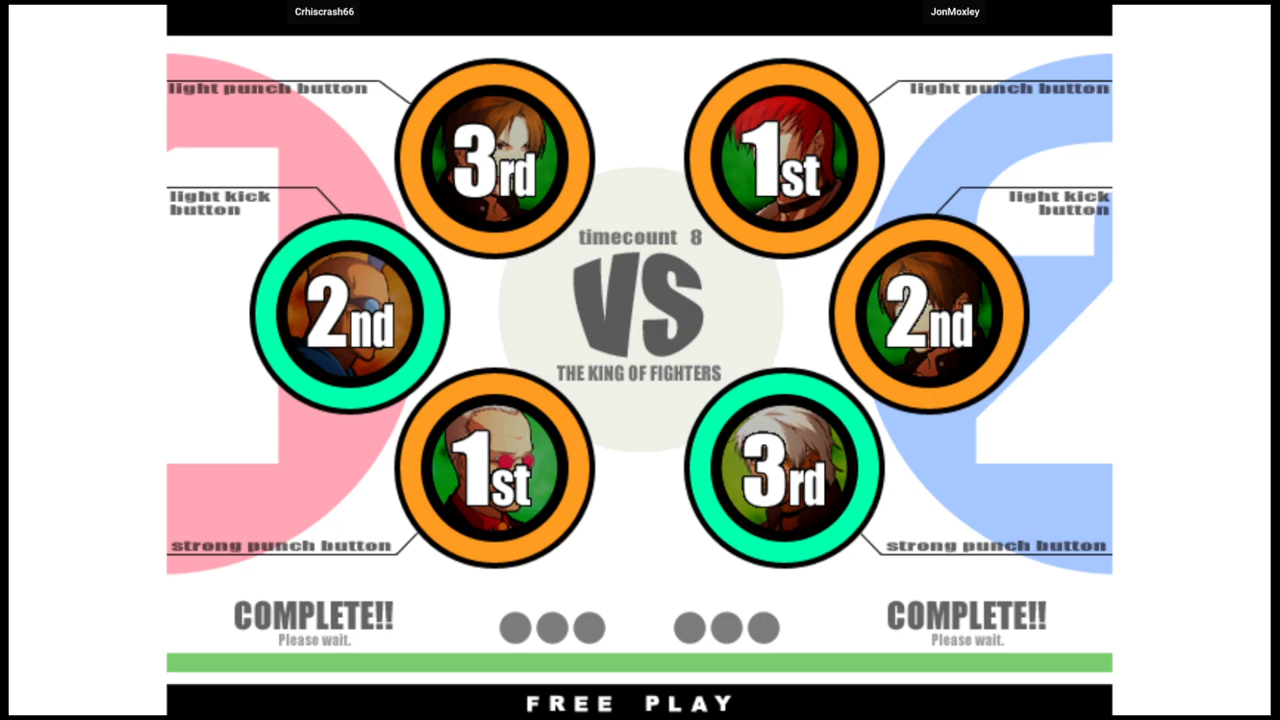 Crhiscrash66
JonMoxley
light punch button
light punch button
3rd
1st
light kick
button
light kick
button
timecount 8
VS
2nd
2nd
THE KING OF FIGHTERS
1st
3rd
strong punch button
strong punch button
COMPLETE!!
Please wait.
COMPLETE!!
Please wait.
FREE PLAY
1
2